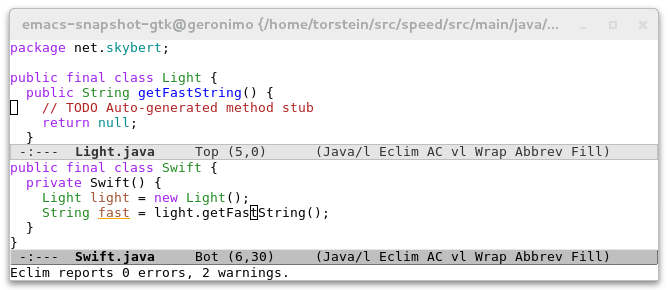 emacs-snapshot-gtk@geronimo {/home/torstein/src/speed/src/main/java/...
package net.skybert;

public final class Light {
  public String getFastString() {
    // TODO Auto-generated method stub
    return null;
  }
-:---  Light.java     Top (5,0)      (Java/l Eclim AC vl Wrap Abbrev Fill)
public final class Swift {
  private Swift() {
    Light light = new Light();
    String fast = light.getFastString();
  }
}
-:---  Swift.java     Bot (6,30)     (Java/l Eclim AC vl Wrap Abbrev Fill)
Eclim reports 0 errors, 2 warnings.